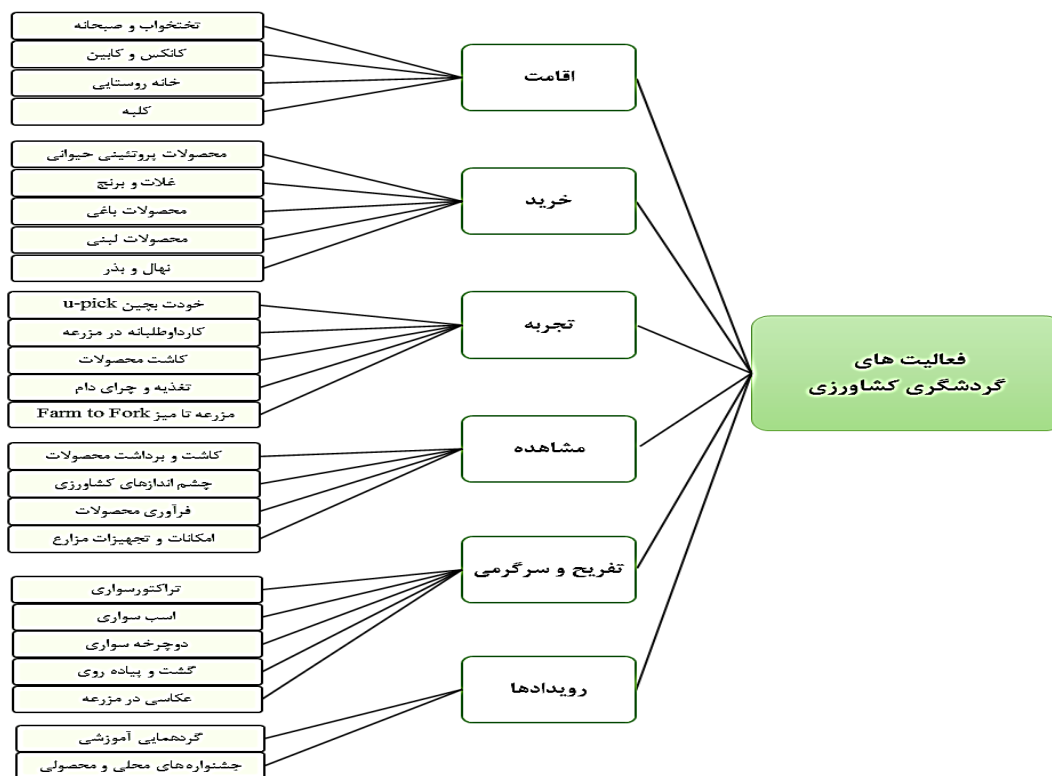 فعالیت های
گردشگری کشاورزی
اقامت
تختخواب و صبحانه
کانکس و کابین
خانه روستایی
کلبه
خرید
محصولات پروتئینی حیوانی
غلات و برنج
محصولات باغی
محصولات لبنی
نهال و بذر
تجربه
خودت بچین u-pick
کارداوطلبانه در مزرعه
کاشت محصولات
تغذیه و چرای دام
مزرعه تا میز Farm to Fork
مشاهده
کاشت و برداشت محصولات
چشم اندازهای کشاورزی
فرآوری محصولات
امکانات و تجهیزات مزارع
تفریح و سرگرمی
تراکتورسواری
اسب سواری
دوچرخه سواری
گشت و پیاده روی
عکاسی در مزرعه
رویدادها
گردهمایی آموزشی
جشنواره‌های محلی و محصولی